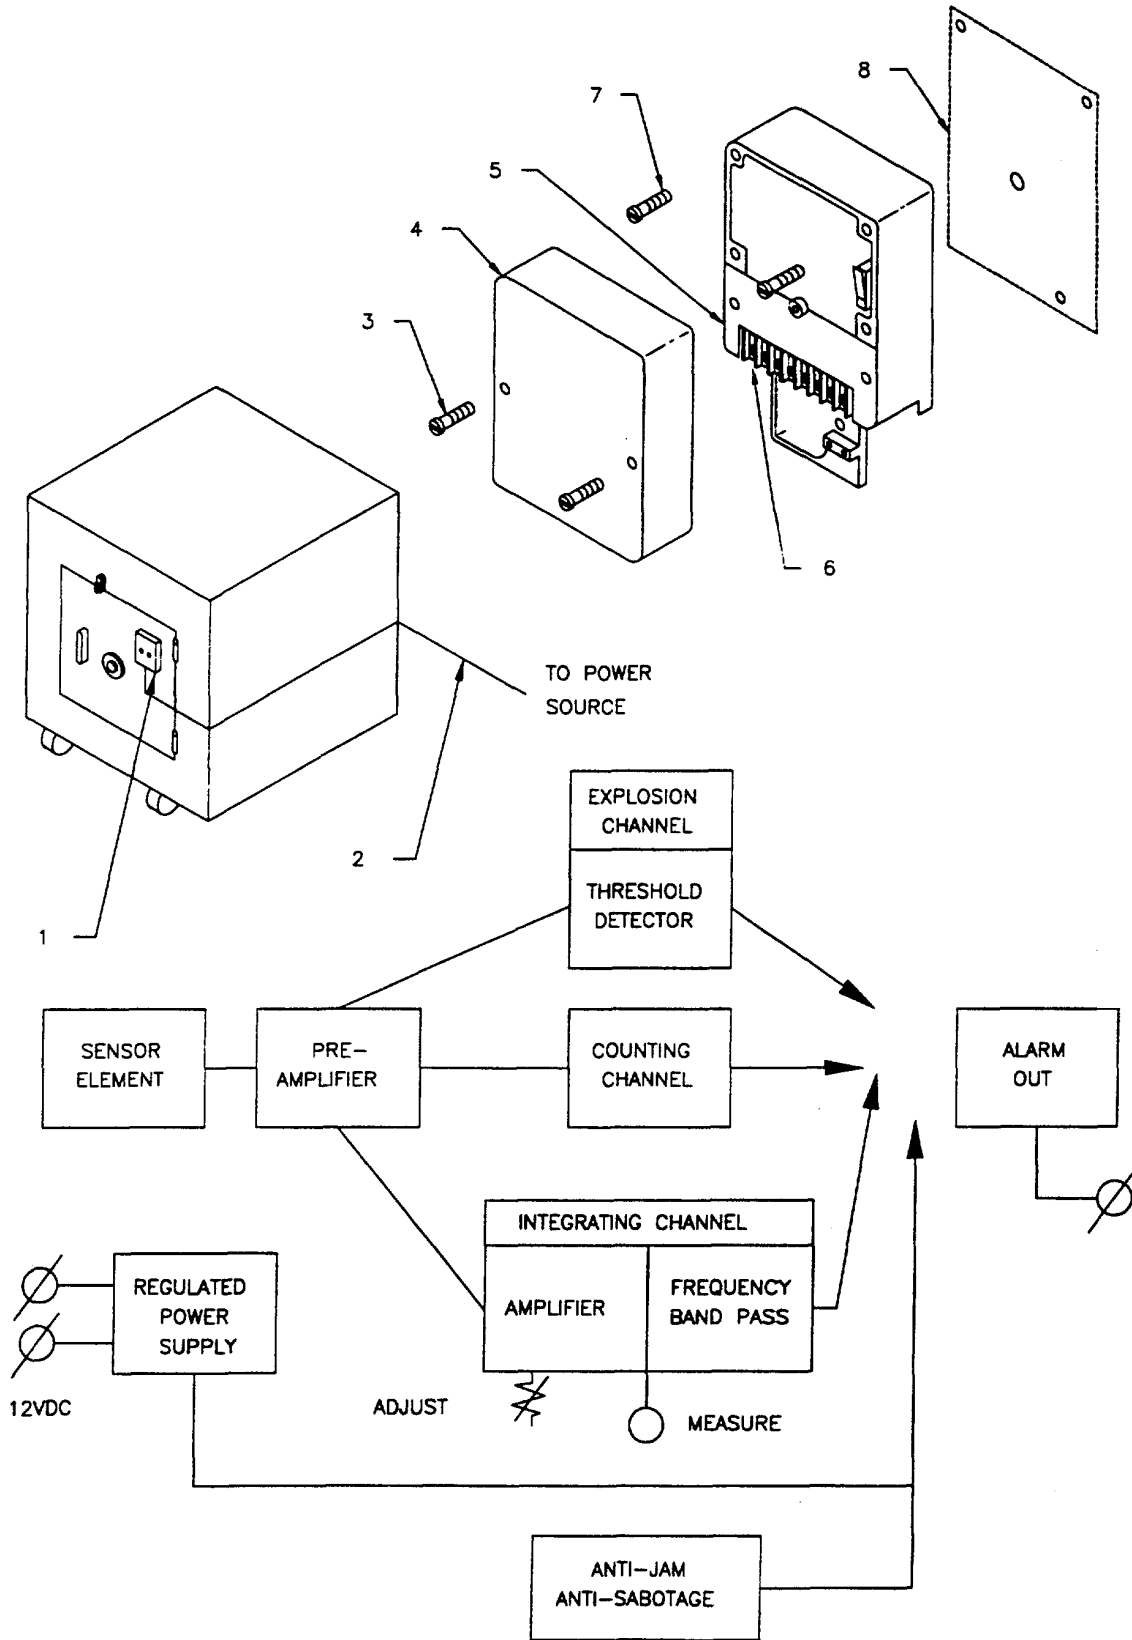 8
7
5
4
3
6
TO POWER
SOURCE
2
1
EXPLOSION
CHANNEL
THRESHOLD
DETECTOR
SENSOR
ELEMENT
PRE-
AMPLIFIER
COUNTING
CHANNEL
ALARM
OUT
INTEGRATING CHANNEL
AMPLIFIER
FREQUENCY
BAND PASS
REGULATED
POWER
SUPPLY
12VDC
ADJUST
MEASURE
ANTI-JAM
ANTI-SABOTAGE